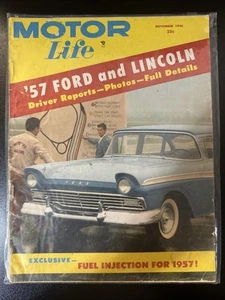 MOTOR
Life
NOVEMBER 1956
25c
'57 FORD and LINCOLN
Driver Reports—Photos—Full Details
FORD
EXCLUSIVE—
FUEL INJECTION FOR 1957!